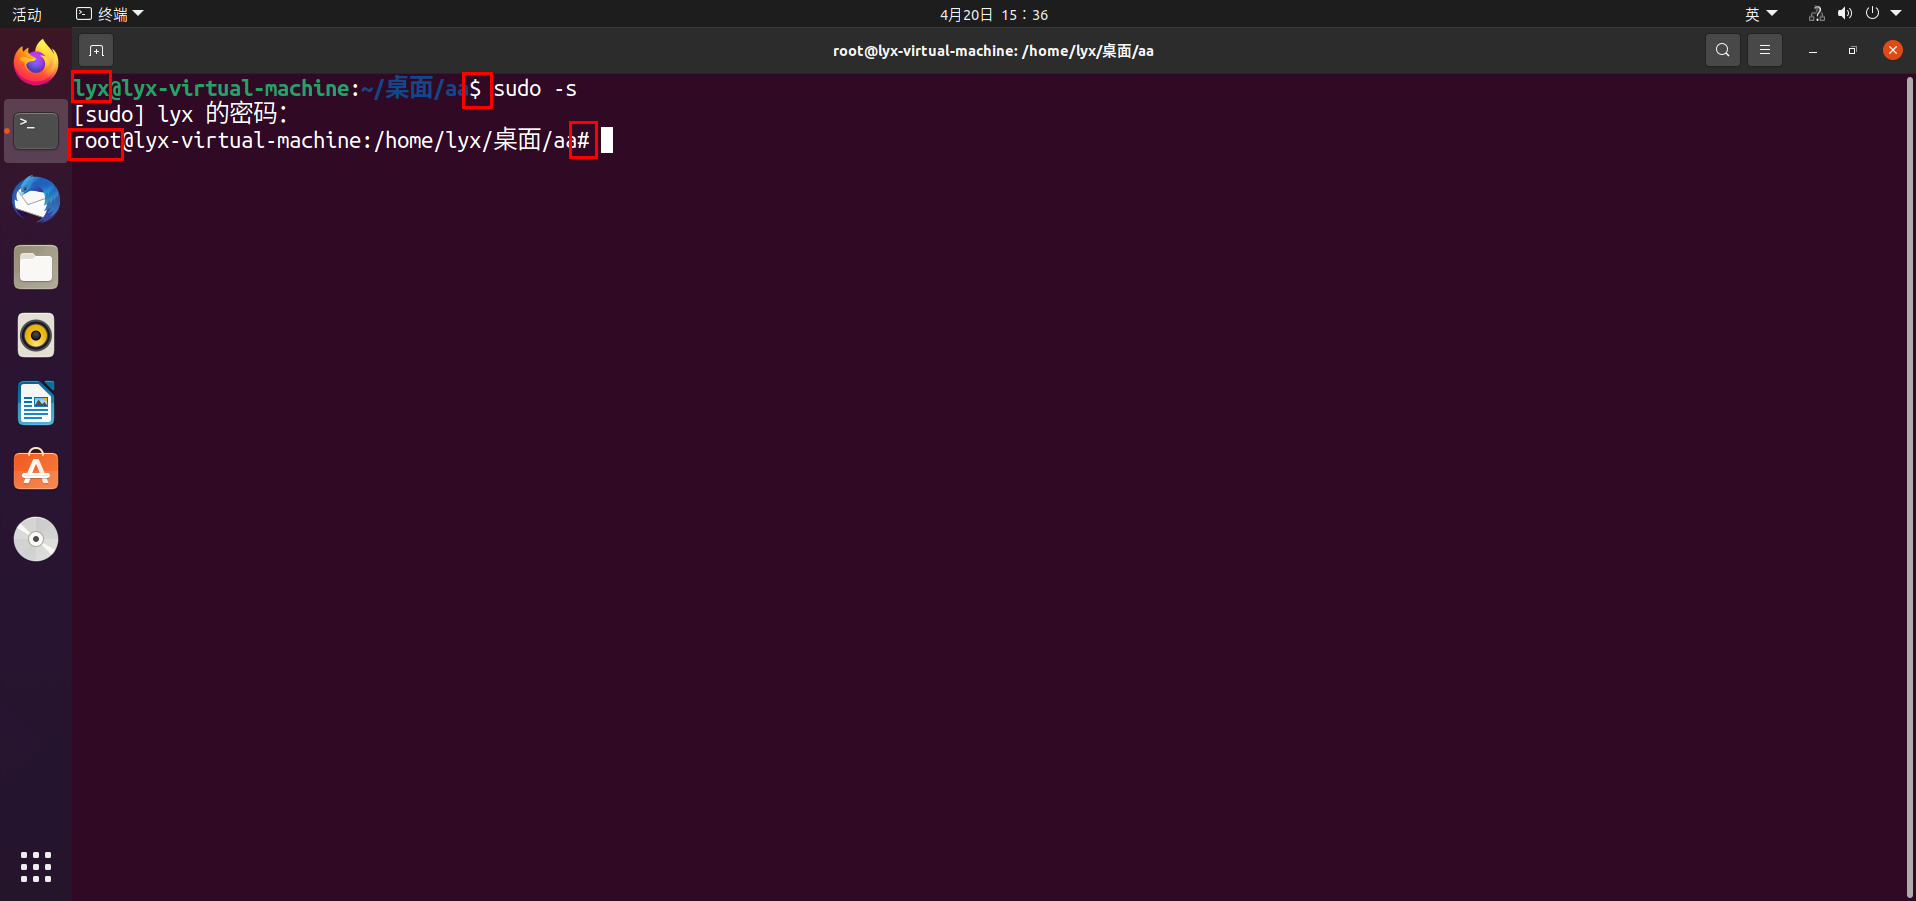 活动 终端 4月20日 15:36 英
root@lyx-virtual-machine: /home/lyx/桌面/aa
lyx@lyx-virtual-machine:~/桌面/aa$ sudo -s
[sudo] lyx 的密码：
root@lyx-virtual-machine:/home/lyx/桌面/aa#